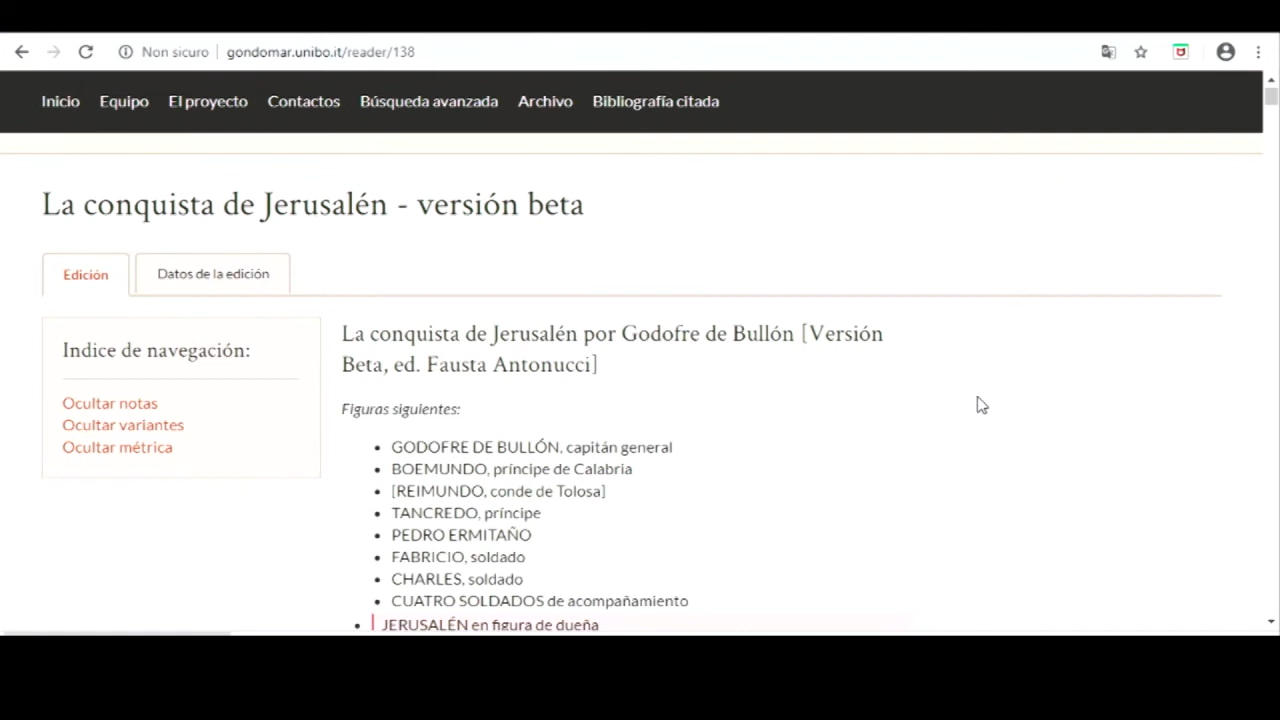 Non sicuro | gondomar.unibo.it/reader/138
Inicio Equipo El proyecto Contactos Búsqueda avanzada Archivo Bibliografía citada
La conquista de Jerusalén - versión beta
Edición Datos de la edición
Indice de navegación:
Ocultar notas
Ocultar variantes
Ocultar métrica
La conquista de Jerusalén por Godofre de Bullón [Versión
Beta, ed. Fausta Antonucci]
Figuras siguientes:
• GODOFRE DE BULLÓN, capitán general
• BOEMUNDO, príncipe de Calabria
• [REIMUNDO, conde de Tolosa]
• TANCREDO, príncipe
• PEDRO ERMITAÑO
• FABRICIO, soldado
• CHARLES, soldado
• CUATRO SOLDADOS de acompañamiento
• JERUSALÉN en figura de dueña